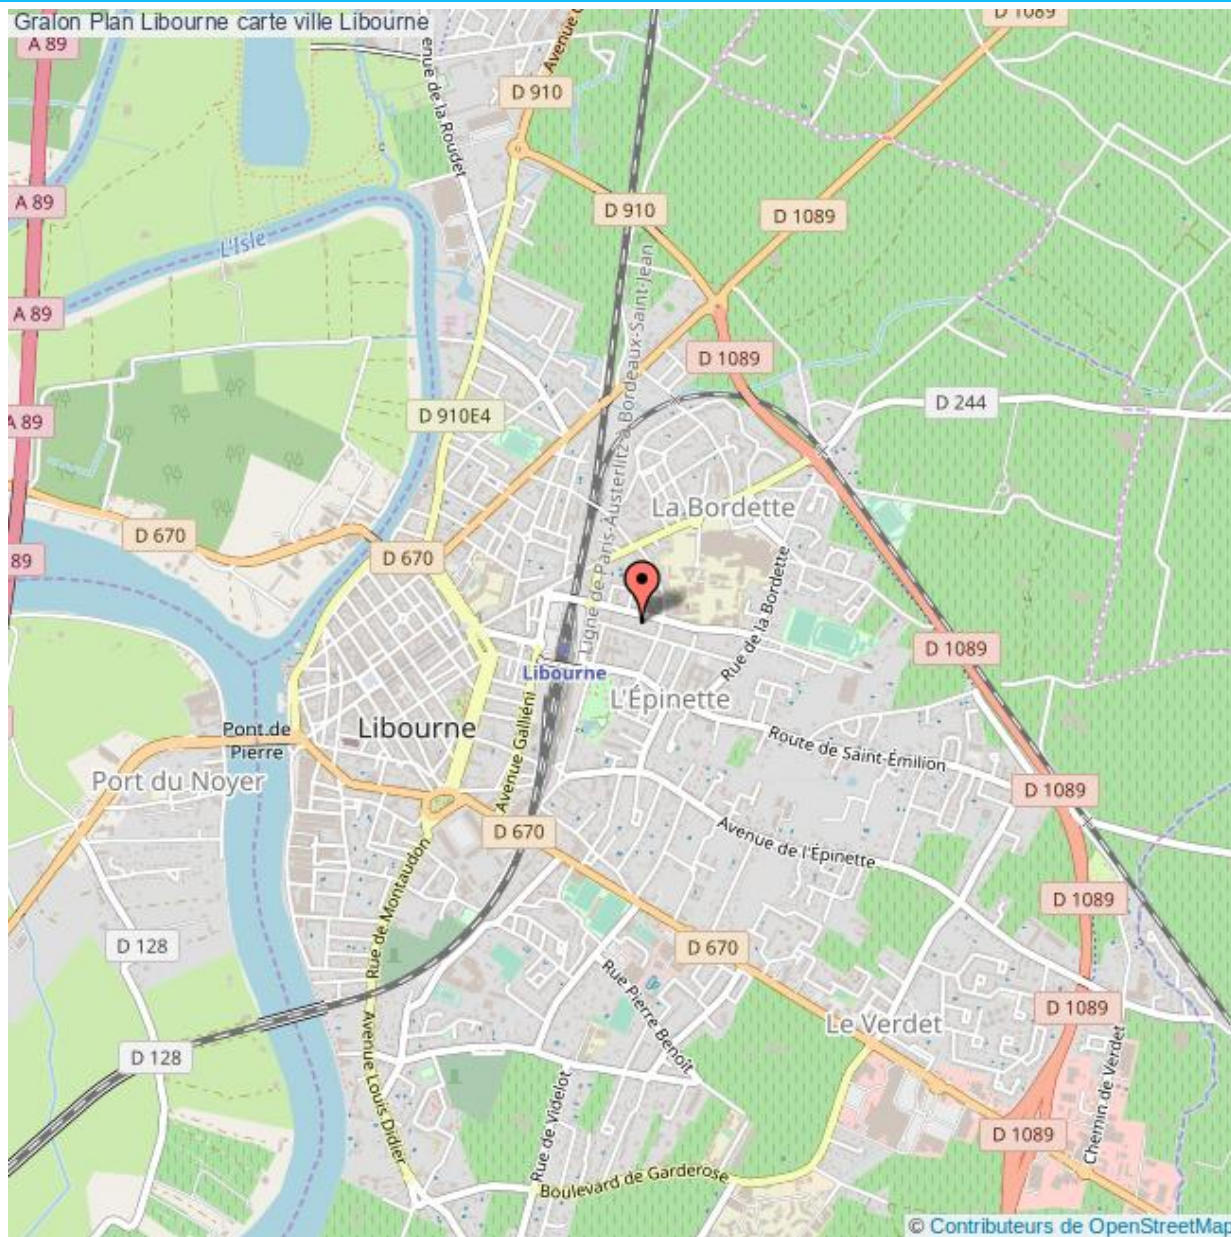 Gralon Plan Libourne carte ville Libourne
D 1089
A 89
enue de la Roudet
D 910
A 89
D 910
D 1089
L'Isle
A 89
D 1089
Ligne de Paris-Austerlitz à Bordeaux-Saint-Jean
D 244
D 910E4
A 89
La Bordette
D 670
D 670
89
Rue de la Bordette
D 1089
Libourne
L'Épinette
Avenue Galliéni
Libourne
Pont de
Pierre
Port du Noyer
Route de Saint-Émilion
D 1089
D 670
Avenue de l'Épinette
Rue de Montaudon
D 1089
D 128
D 670
Rue Pierre Benoit
D 1089
Le Verdet
D 128
Avenue Louis Didier
Rue de Videlot
Chemin de Verdet
D 1089
Boulevard de Garderose
© Contributeurs de OpenStreetMap